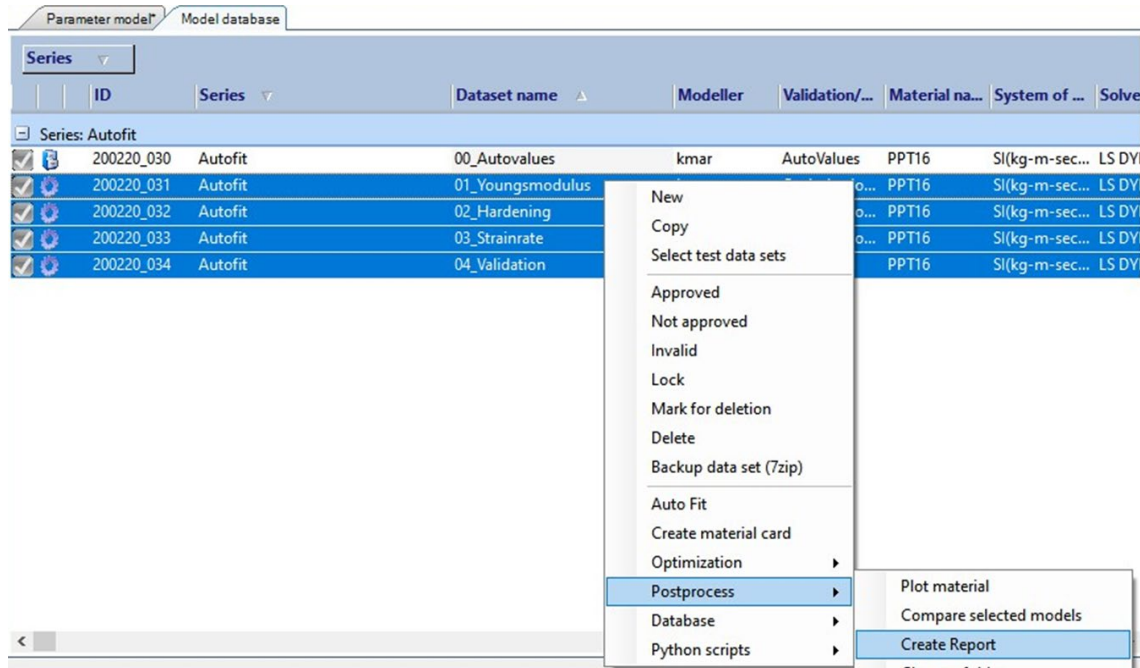 Parameter model*
Model database
Series
ID Series Dataset name Modeller Validation/... Material na... System of ... Solve
Series: Autofit
200220_030 Autofit 00_Autovalues kmar AutoValues PPT16 SI(kg-m-sec... LS DYI
200220_031 Autofit 01_Youngsmodulus o... PPT16 SI(kg-m-sec... LS DYI
200220_032 Autofit 02_Hardening o... PPT16 SI(kg-m-sec... LS DYI
200220_033 Autofit 03_Strainrate o... PPT16 SI(kg-m-sec... LS DYI
200220_034 Autofit 04_Validation PPT16 SI(kg-m-sec... LS DYI
New
Copy
Select test data sets
Approved
Not approved
Invalid
Lock
Mark for deletion
Delete
Backup data set (7zip)
Auto Fit
Create material card
Optimization
Postprocess
Database
Python scripts
Plot material
Compare selected models
Create Report